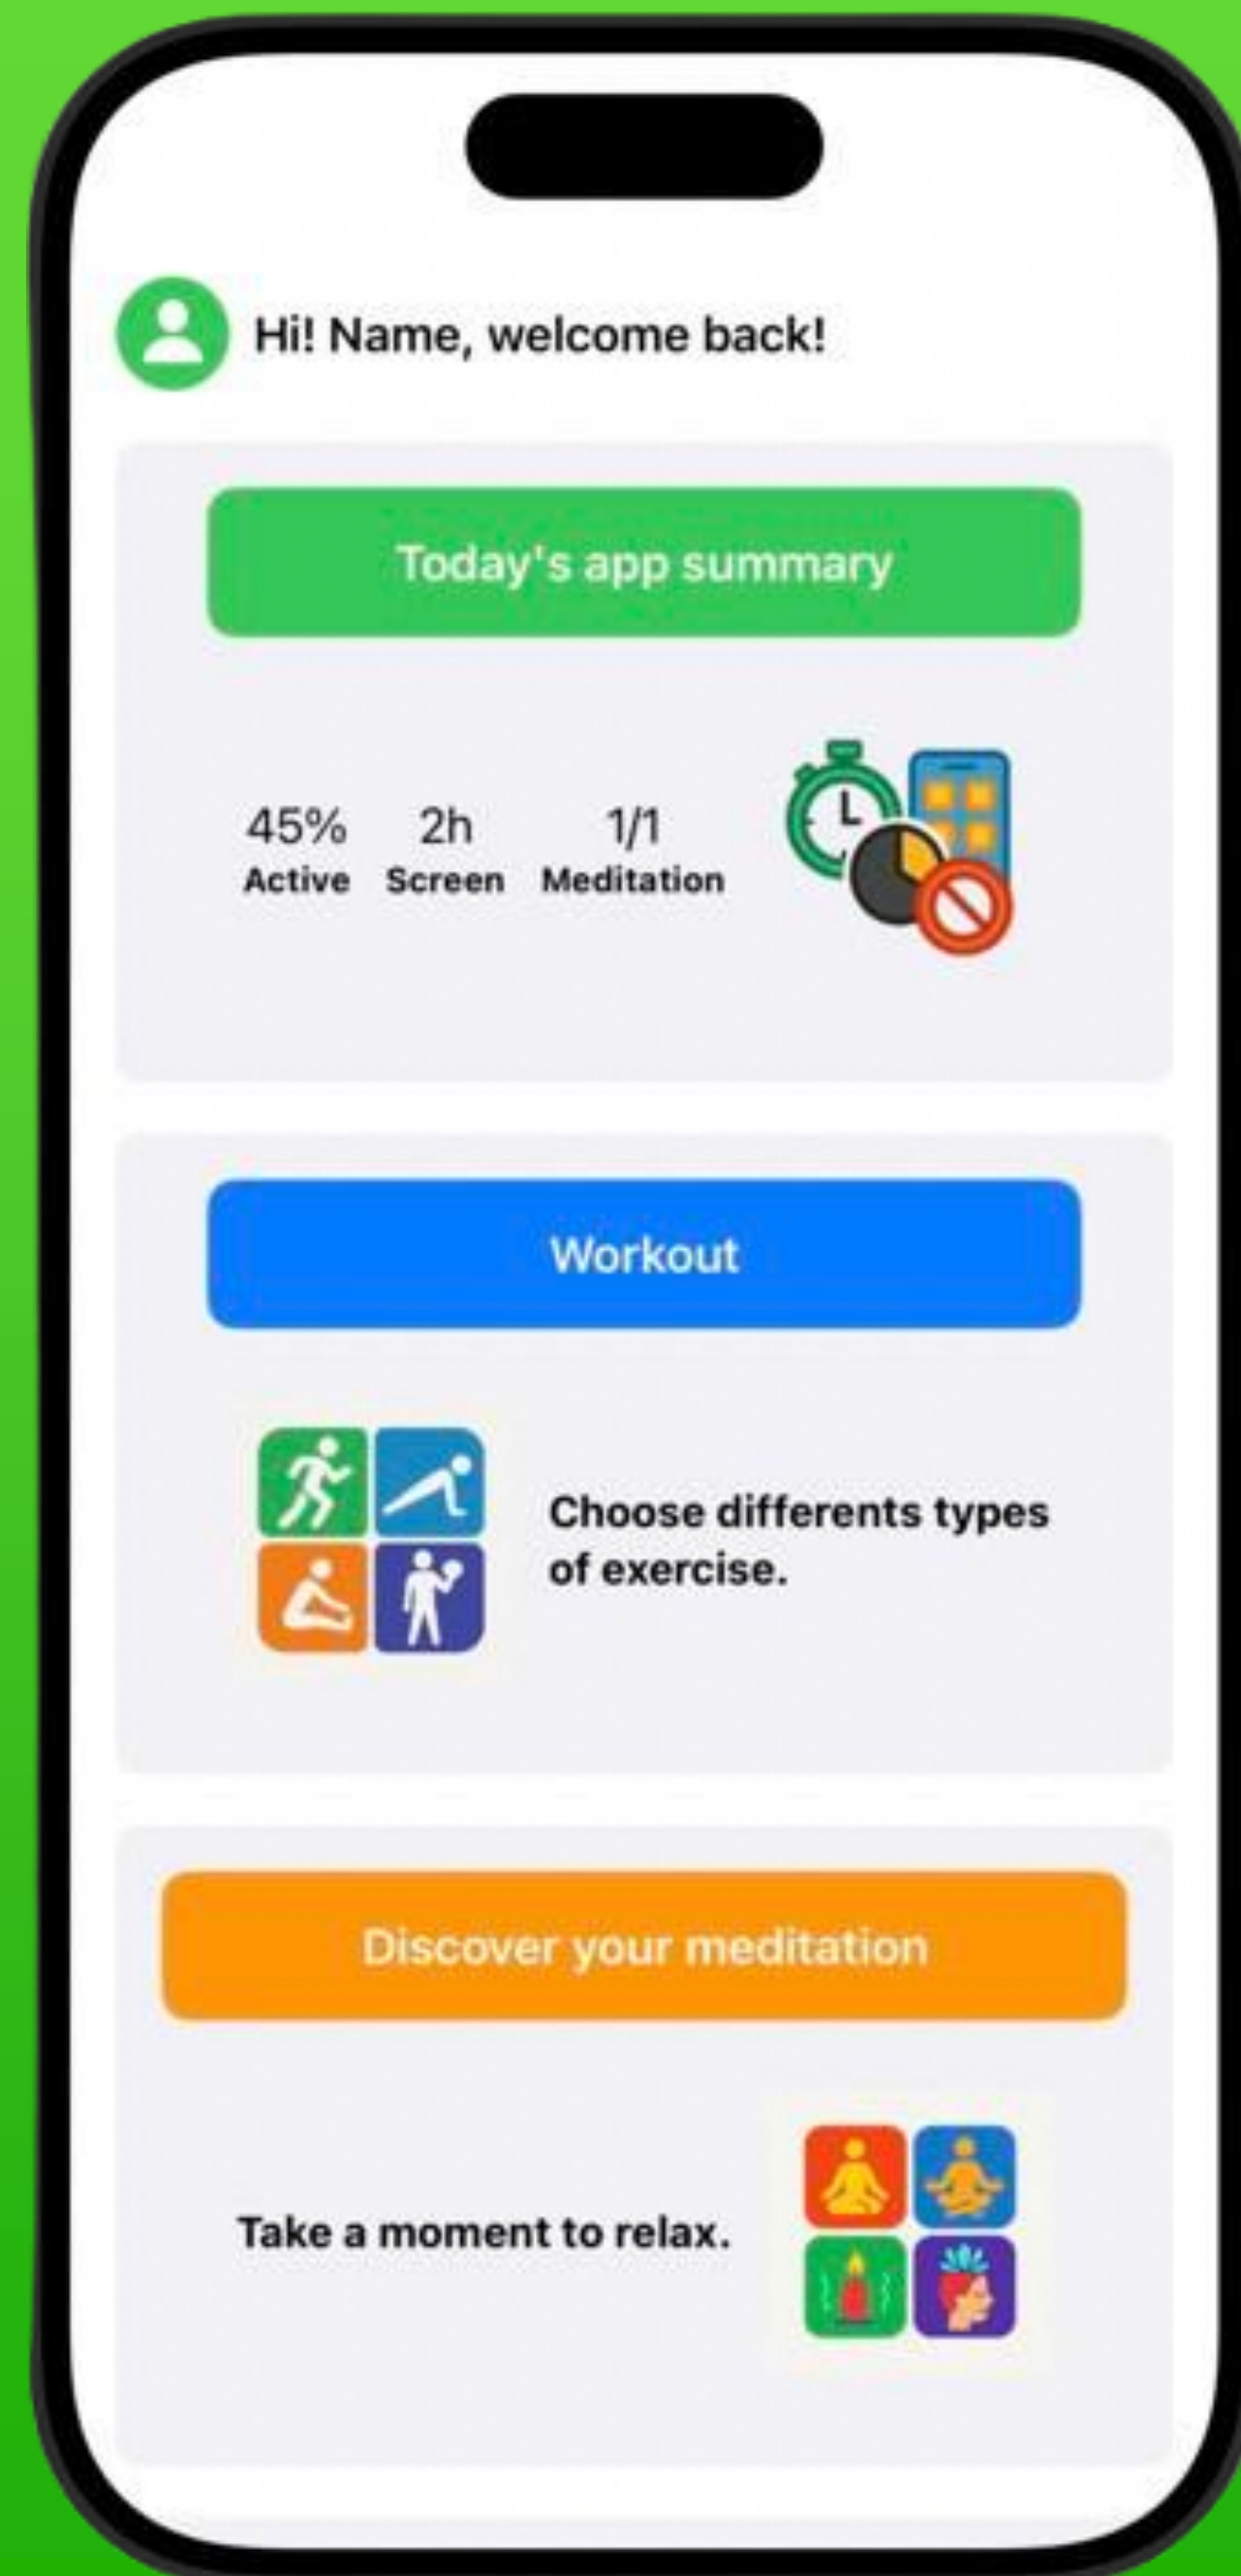 Hi! Name, welcome back!
Today's app summary
45% 2h 1/1
Active Screen Meditation
Workout
Choose differents types
of exercise.
Discover your meditation
Take a moment to relax.